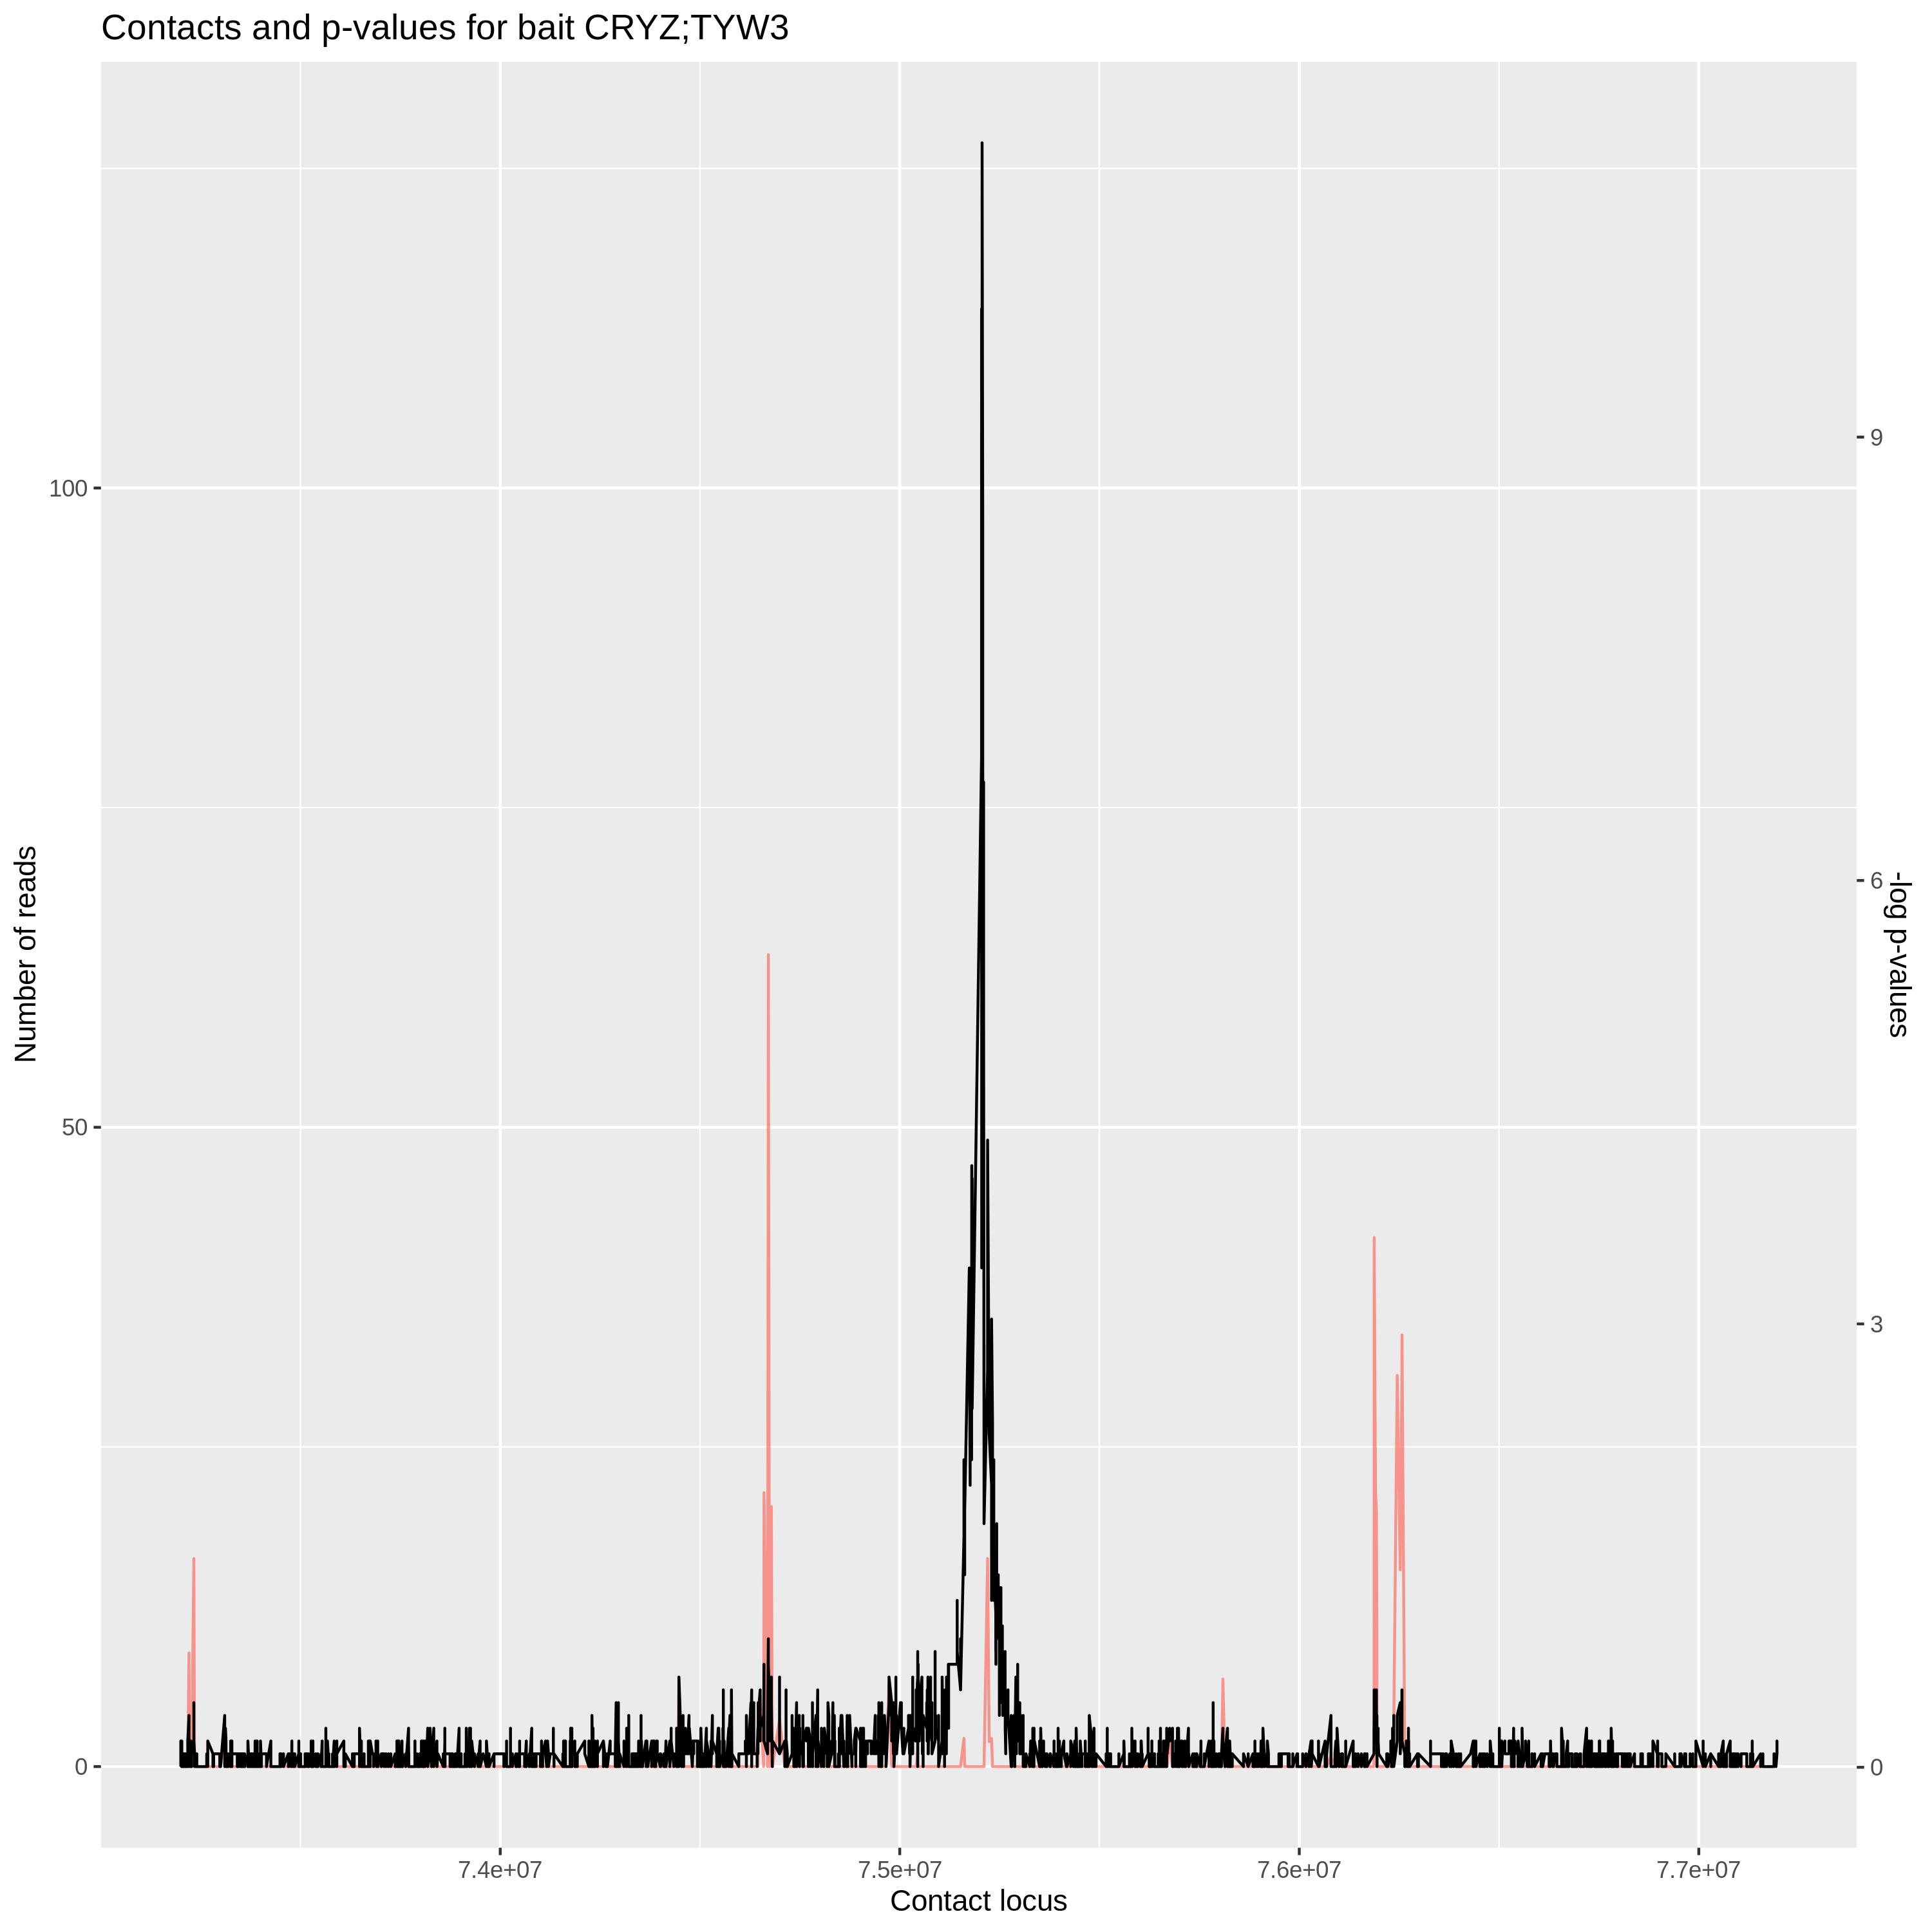 Contacts and p-values for bait CRYZ;TYW3
Number of reads
100
50
0
9
6
3
0
-log p-values
7.4e+07
7.5e+07
7.6e+07
7.7e+07
Contact locus